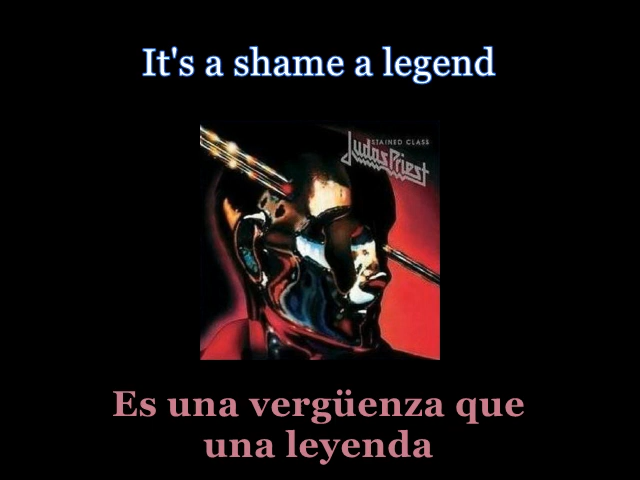 It's a shame a legend
STAINED CLASS
Judas Priest
Es una vergüenza que
una leyenda